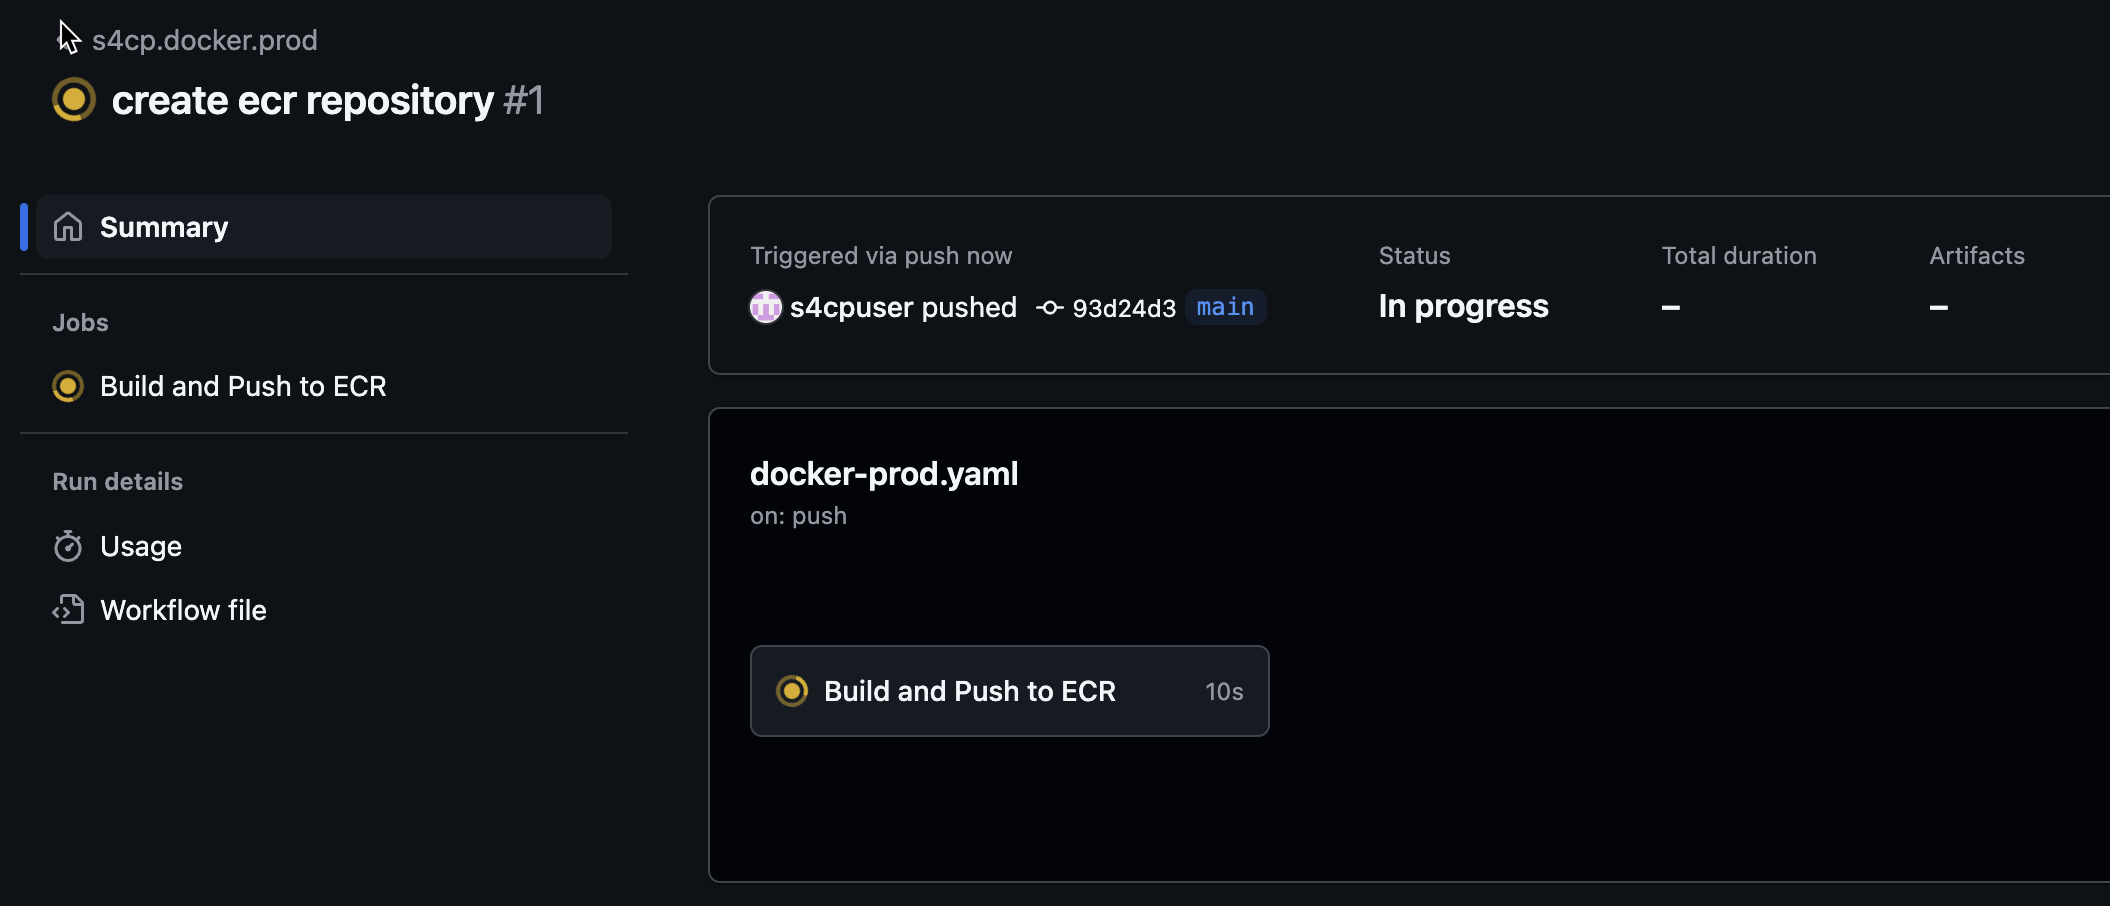 s4cp.docker.prod
create ecr repository #1
Summary
Jobs
Build and Push to ECR
Run details
Usage
Workflow file
Triggered via push now
s4cpuser pushed 93d24d3 main
Status
In progress
Total duration
–
Artifacts
–
docker-prod.yaml
on: push
Build and Push to ECR 10s